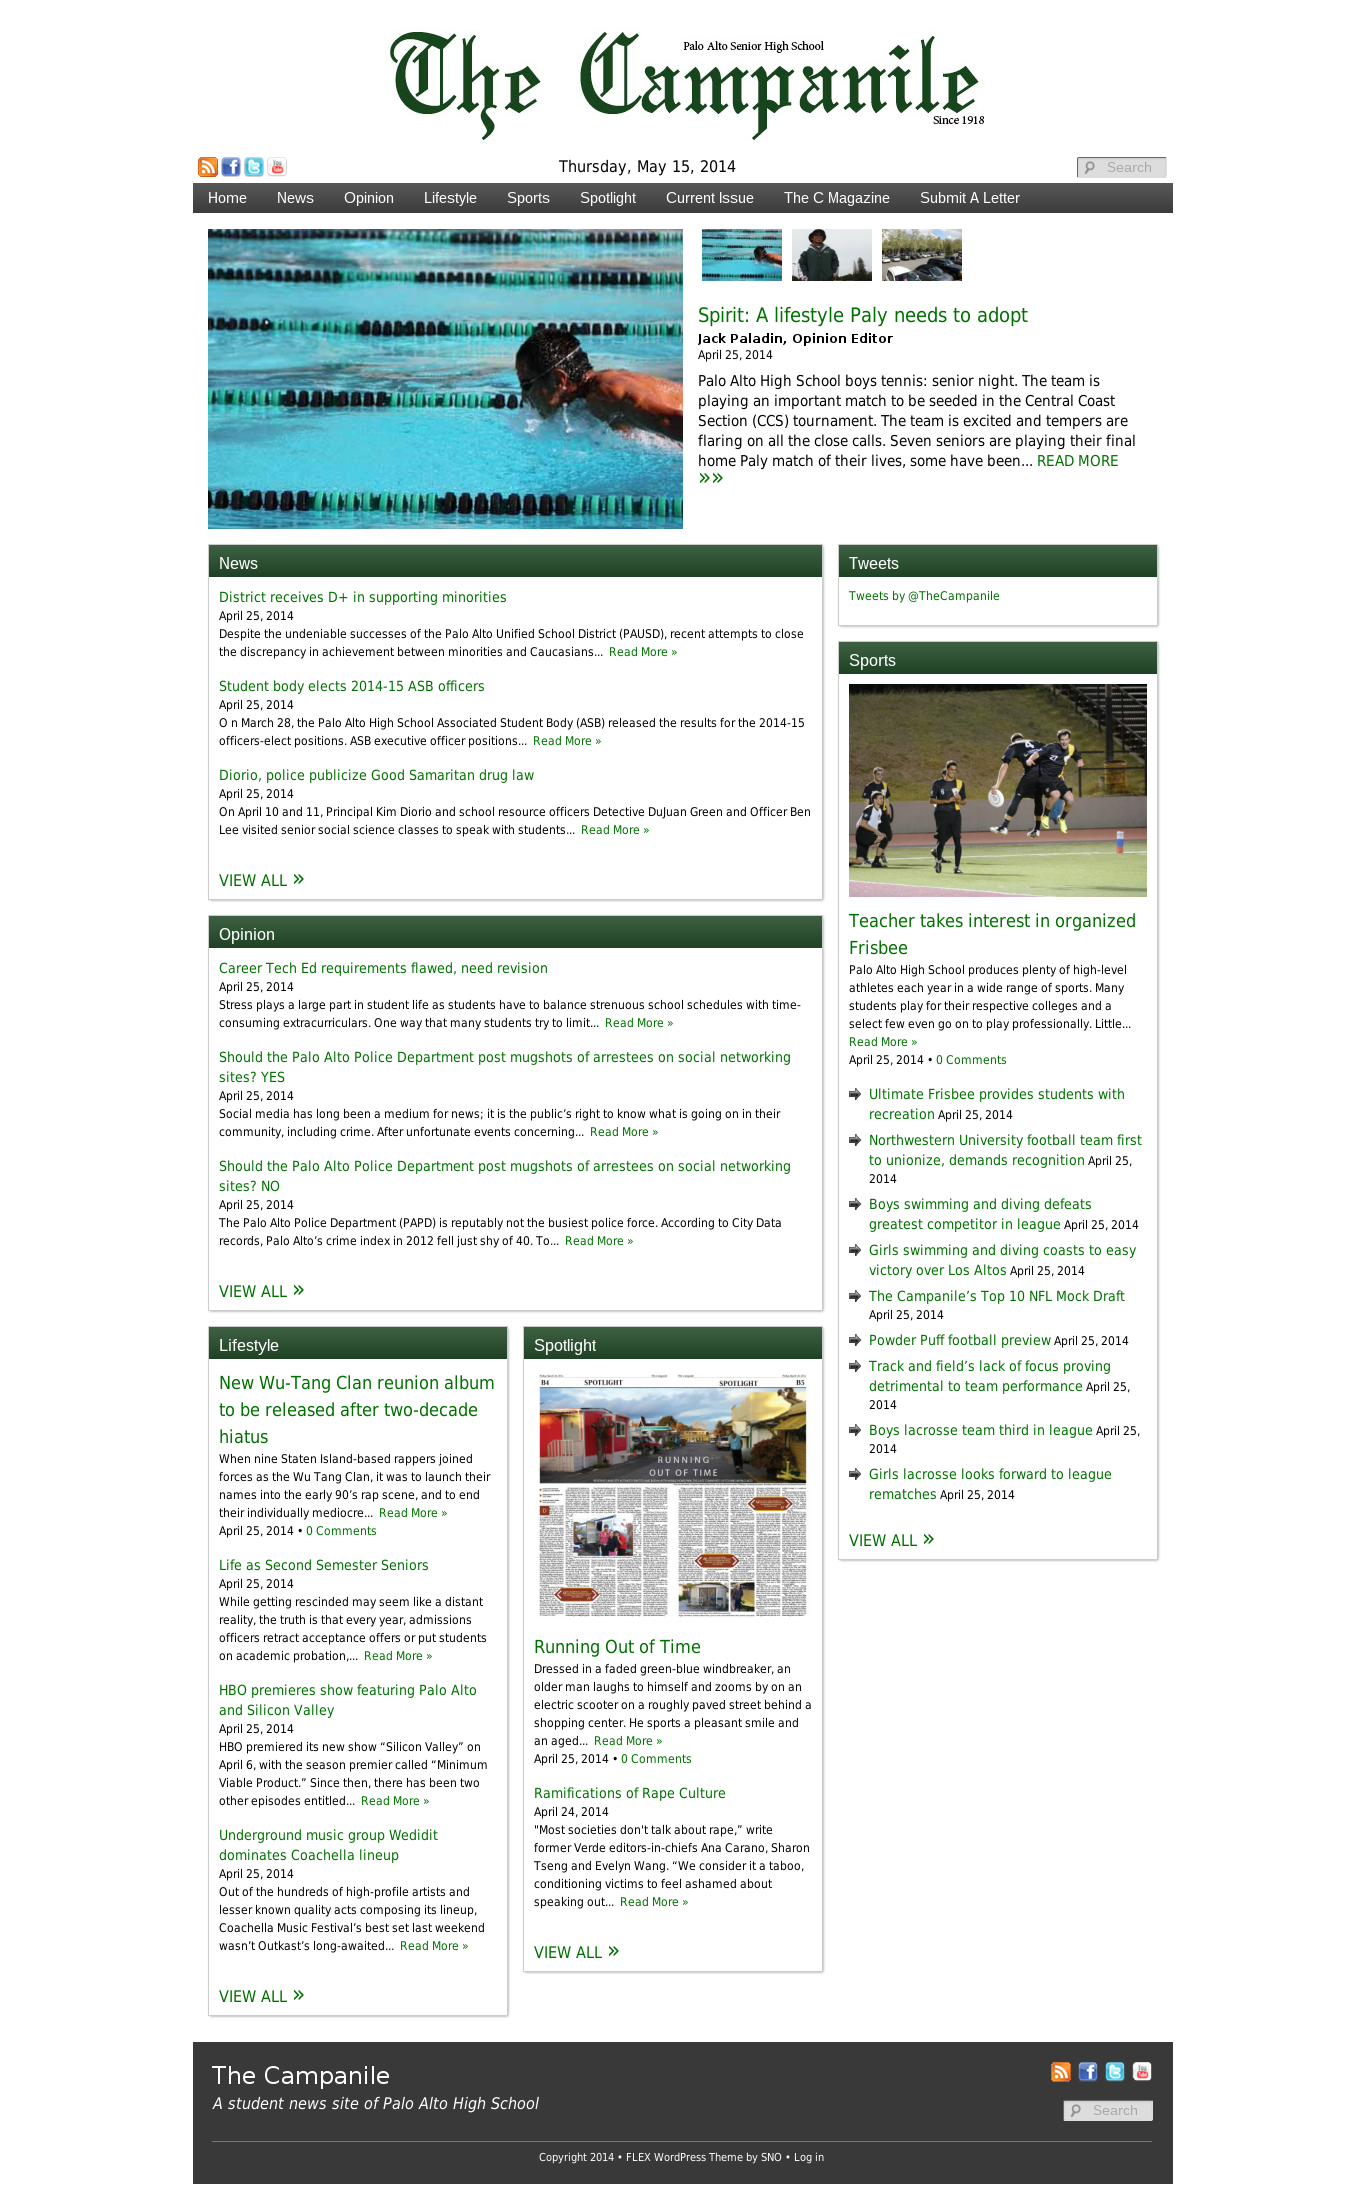 The Campanile
Palo Alto Senior High School
Since 1918
Thursday, May 15, 2014
Search
Home News Opinion Lifestyle Sports Spotlight Current Issue The C Magazine Submit A Letter
Spirit: A lifestyle Paly needs to adopt
Jack Paladin, Opinion Editor
April 25, 2014
Palo Alto High School boys tennis: senior night. The team is
playing an important match to be seeded in the Central Coast
Section (CCS) tournament. The team is excited and tempers are
flaring on all the close calls. Seven seniors are playing their final
home Paly match of their lives, some have been... READ MORE
»»
News
District receives D+ in supporting minorities
April 25, 2014
Despite the undeniable successes of the Palo Alto Unified School District (PAUSD), recent attempts to close
the discrepancy in achievement between minorities and Caucasians... Read More »
Student body elects 2014-15 ASB officers
April 25, 2014
O n March 28, the Palo Alto High School Associated Student Body (ASB) released the results for the 2014-15
officers-elect positions. ASB executive officer positions... Read More »
Diorio, police publicize Good Samaritan drug law
April 25, 2014
On April 10 and 11, Principal Kim Diorio and school resource officers Detective DuJuan Green and Officer Ben
Lee visited senior social science classes to speak with students... Read More »
VIEW ALL »
Opinion
Career Tech Ed requirements flawed, need revision
April 25, 2014
Stress plays a large part in student life as students have to balance strenuous school schedules with time-
consuming extracurriculars. One way that many students try to limit... Read More »
Should the Palo Alto Police Department post mugshots of arrestees on social networking
sites? YES
April 25, 2014
Social media has long been a medium for news; it is the public’s right to know what is going on in their
community, including crime. After unfortunate events concerning... Read More »
Should the Palo Alto Police Department post mugshots of arrestees on social networking
sites? NO
April 25, 2014
The Palo Alto Police Department (PAPD) is reputably not the busiest police force. According to City Data
records, Palo Alto’s crime index in 2012 fell just shy of 40. To... Read More »
VIEW ALL »
Lifestyle
New Wu-Tang Clan reunion album
to be released after two-decade
hiatus
When nine Staten Island-based rappers joined
forces as the Wu Tang Clan, it was to launch their
names into the early 90’s rap scene, and to end
their individually mediocre... Read More »
April 25, 2014 • 0 Comments
Life as Second Semester Seniors
April 25, 2014
While getting rescinded may seem like a distant
reality, the truth is that every year, admissions
officers retract acceptance offers or put students
on academic probation,... Read More »
HBO premieres show featuring Palo Alto
and Silicon Valley
April 25, 2014
HBO premiered its new show “Silicon Valley” on
April 6, with the season premier called “Minimum
Viable Product.” Since then, there has been two
other episodes entitled... Read More »
Underground music group Wedidit
dominates Coachella lineup
April 25, 2014
Out of the hundreds of high-profile artists and
lesser known quality acts composing its lineup,
Coachella Music Festival’s best set last weekend
wasn’t Outkast’s long-awaited... Read More »
VIEW ALL »
Spotlight
B4 SPOTLIGHT SPOTLIGHT B5
RUNNING
OUT OF TIME
Running Out of Time
Dressed in a faded green-blue windbreaker, an
older man laughs to himself and zooms by on an
electric scooter on a roughly paved street behind a
shopping center. He sports a pleasant smile and
an aged... Read More »
April 25, 2014 • 0 Comments
Ramifications of Rape Culture
April 24, 2014
"Most societies don't talk about rape,” write
former Verde editors-in-chiefs Ana Carano, Sharon
Tseng and Evelyn Wang. “We consider it a taboo,
conditioning victims to feel ashamed about
speaking out... Read More »
VIEW ALL »
Tweets
Tweets by @TheCampanile
Sports
Teacher takes interest in organized
Frisbee
Palo Alto High School produces plenty of high-level
athletes each year in a wide range of sports. Many
students play for their respective colleges and a
select few even go on to play professionally. Little...
Read More »
April 25, 2014 • 0 Comments
Ultimate Frisbee provides students with
recreation April 25, 2014
Northwestern University football team first
to unionize, demands recognition April 25,
2014
Boys swimming and diving defeats
greatest competitor in league April 25, 2014
Girls swimming and diving coasts to easy
victory over Los Altos April 25, 2014
The Campanile’s Top 10 NFL Mock Draft
April 25, 2014
Powder Puff football preview April 25, 2014
Track and field’s lack of focus proving
detrimental to team performance April 25,
2014
Boys lacrosse team third in league April 25,
2014
Girls lacrosse looks forward to league
rematches April 25, 2014
VIEW ALL »
The Campanile
A student news site of Palo Alto High School
Search
Copyright 2014 • FLEX WordPress Theme by SNO • Log in